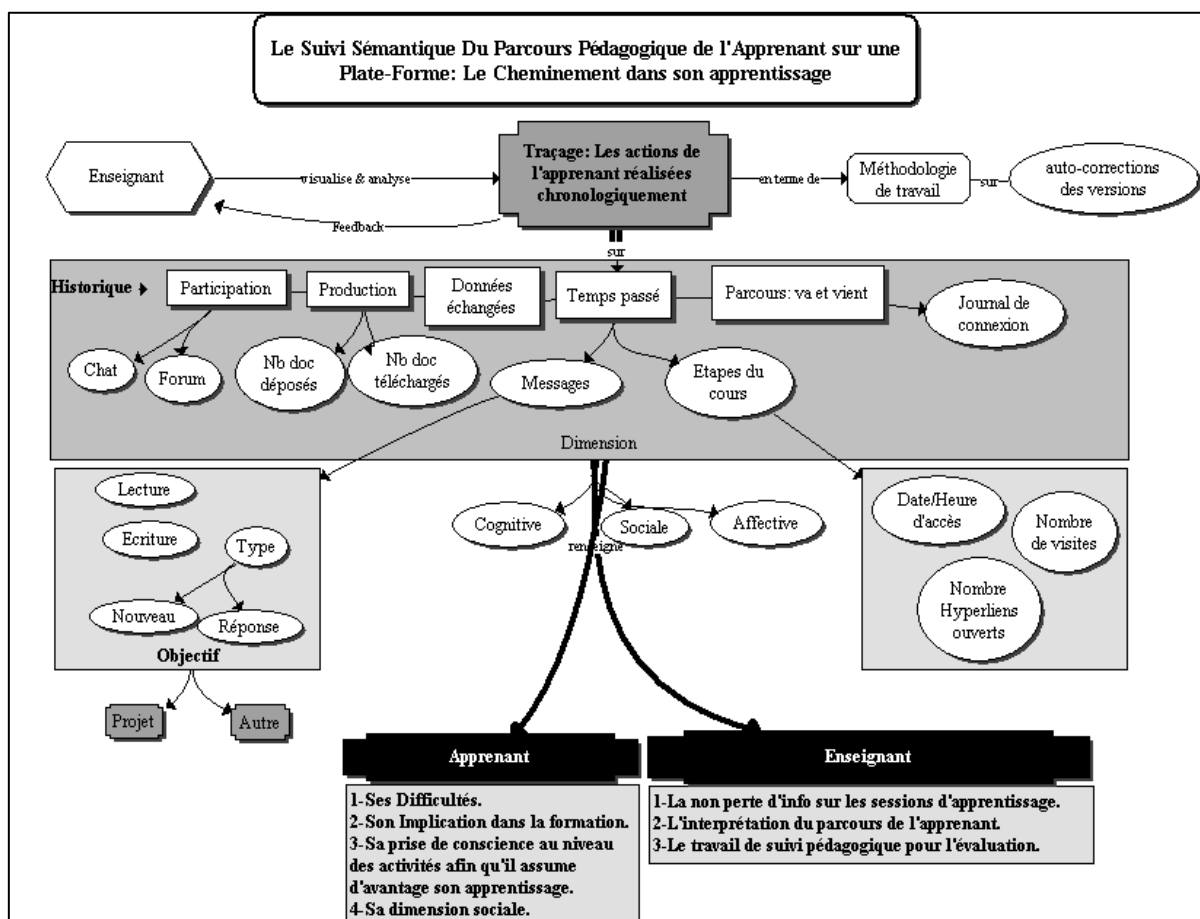 Le Suivi Sémantique Du Parcours Pédagogique de l'Apprenant sur une
Plate-Forme: Le Cheminement dans son apprentissage
Enseignant
visualise & analyse
Feedback
Traçage: Les actions de
l'apprenant réalisées
chronologiquement
en terme de
Méthodologie
de travail
sur
auto-corrections
des versions
sur
Historique
Participation
Production
Données
échangées
Temps passé
Parcours: va et vient
Journal de
connexion
Chat
Forum
Nb doc
déposés
Nb doc
téléchargés
Messages
Etapes du
cours
Dimension
Lecture
Ecriture
Type
Nouveau
Réponse
Objectif
Projet
Autre
Cognitive
Sociale
Affective
renseigne
Date/Heure
d'accès
Nombre
de visites
Nombre
Hyperliens
ouverts
Apprenant
1-Ses Difficultés.
2-Son Implication dans la formation.
3-Sa prise de conscience au niveau
des activités afin qu'il assume
d'avantage son apprentissage.
4-Sa dimension sociale.
Enseignant
1-La non perte d'info sur les sessions d'apprentissage.
2-L'interprétation du parcours de l'apprenant.
3-Le travail de suivi pédagogique pour l'évaluation.